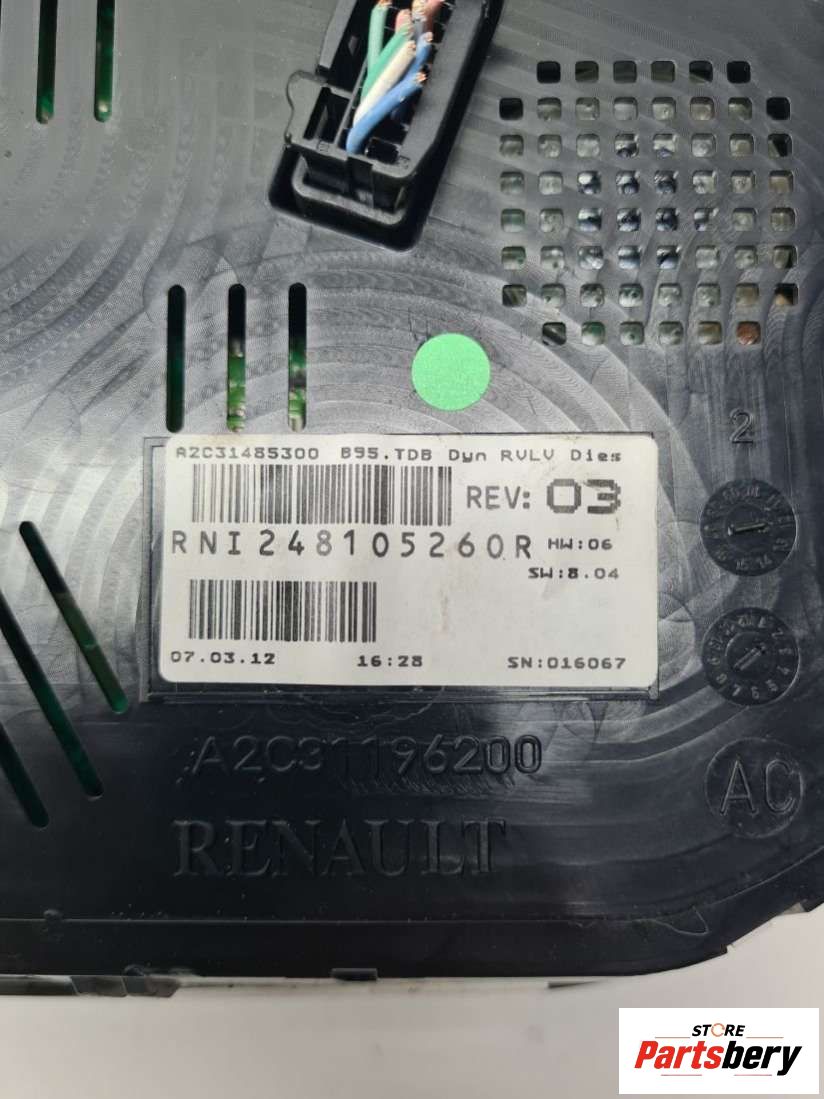 A2C31485300 B95.TDB Dyn RVLV Dies
REV: 03
RNI248105260R HW:06
SW:8.04
07.03.12 16:28 SN:016067
2
A2C31196200
AC
RENAULT
STORE
Partsbery